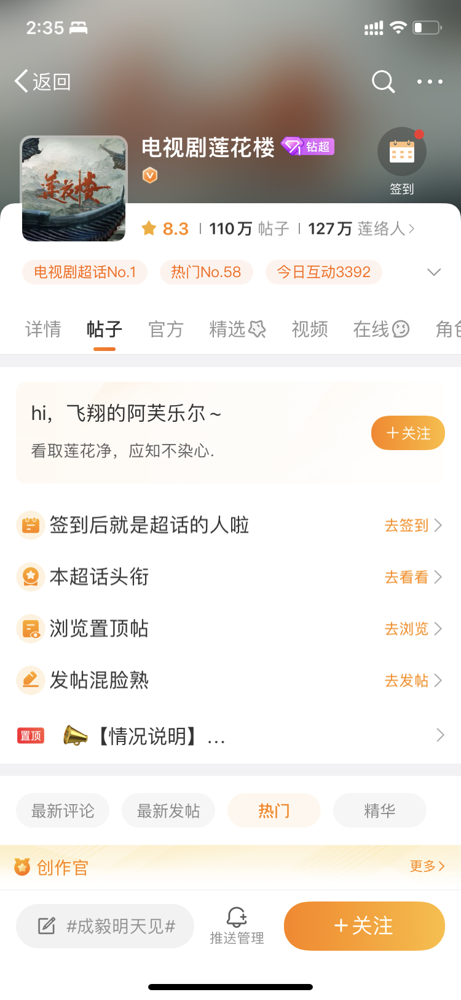 2:35
返回
莲花楼
电视剧莲花楼
1 钻超
V
签到
8.3 110万 帖子 127万 莲络人
电视剧超话No.1 热门No.58 今日互动3392
详情 帖子 官方 精选 视频 在线 角色
hi，飞翔的阿芙乐尔~
看取莲花净，应知不染心.
+关注
签到后就是超话的人啦 去签到
本超话头衔 去看看
浏览置顶帖 去浏览
发帖混脸熟 去发帖
置顶 【情况说明】...
最新评论 最新发帖 热门 精华
创作官 更多
#成毅明天见# 推送管理 +关注